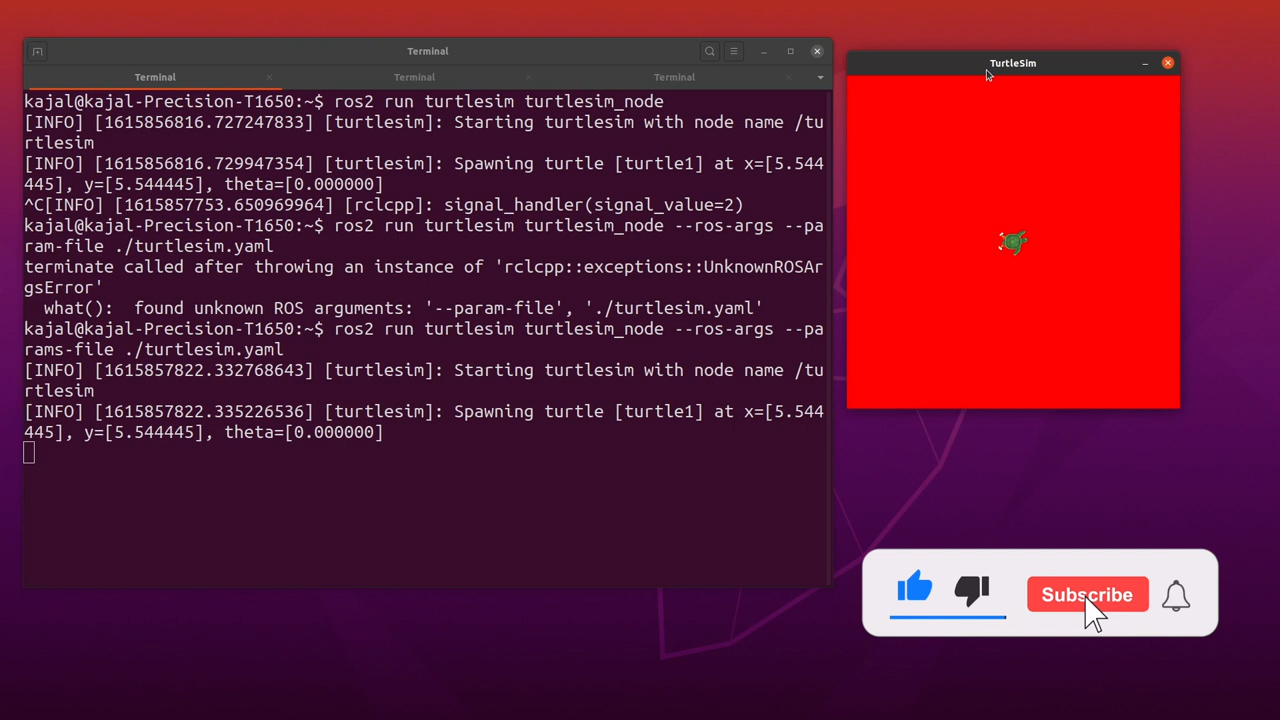 Terminal
Terminal
Terminal
Terminal
kajal@kajal-Precision-T1650:~$ ros2 run turtlesim turtlesim_node
[INFO] [1615856816.727247833] [turtlesim]: Starting turtlesim with node name /tu
rtlesim
[INFO] [1615856816.729947354] [turtlesim]: Spawning turtle [turtle1] at x=[5.544
445], y=[5.544445], theta=[0.000000]
^C[INFO] [1615857753.650969964] [rclcpp]: signal_handler(signal_value=2)
kajal@kajal-Precision-T1650:~$ ros2 run turtlesim turtlesim_node --ros-args --pa
ram-file ./turtlesim.yaml
terminate called after throwing an instance of 'rclcpp::exceptions::UnknownROSAr
gsError'
  what():  found unknown ROS arguments: '--param-file', './turtlesim.yaml'
kajal@kajal-Precision-T1650:~$ ros2 run turtlesim turtlesim_node --ros-args --pa
rams-file ./turtlesim.yaml
[INFO] [1615857822.332768643] [turtlesim]: Starting turtlesim with node name /tu
rtlesim
[INFO] [1615857822.335226536] [turtlesim]: Spawning turtle [turtle1] at x=[5.544
445], y=[5.544445], theta=[0.000000]
TurtleSim
Subscribe